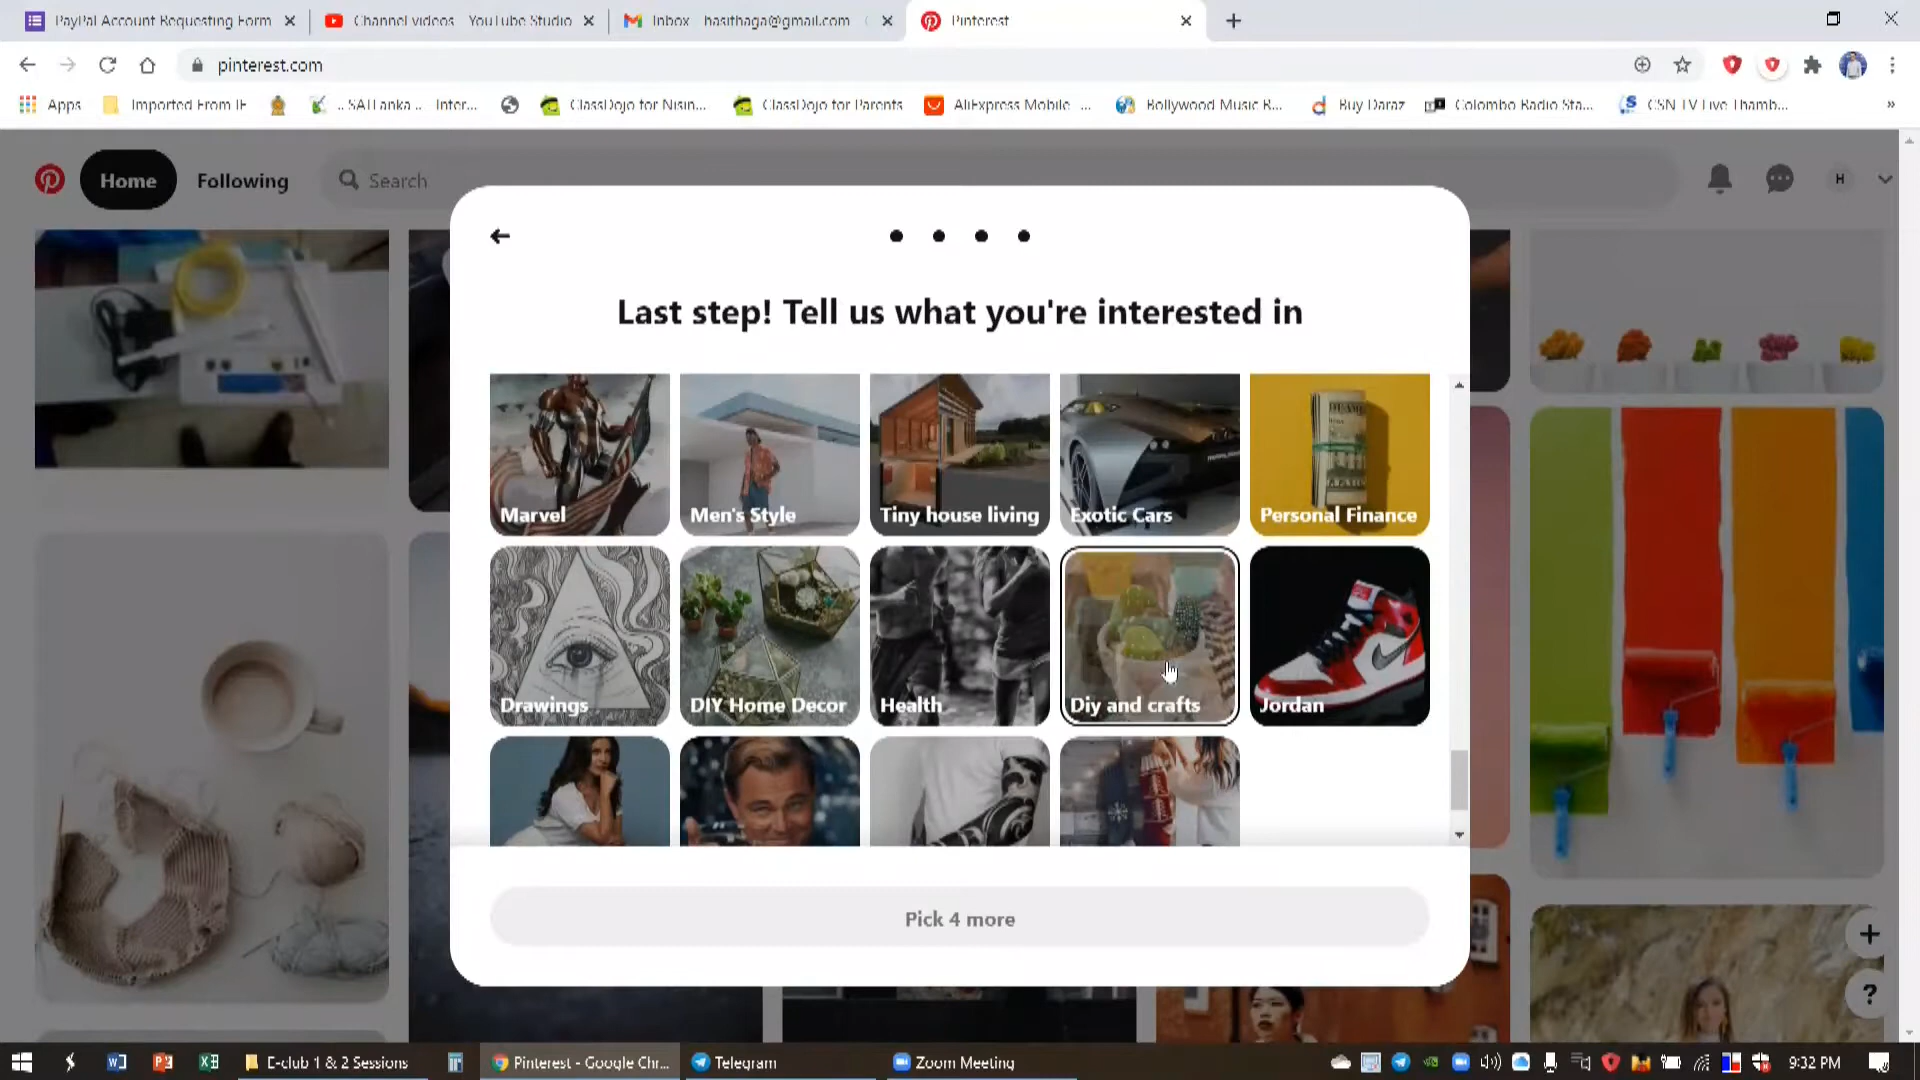 PayPal Account Requesting Form
Channel videos - YouTube Studio
Inbox - hasithaga@gmail.com
Pinterest
pinterest.com
Apps
Imported From IE
.. SATLanka .. Inter...
ClassDojo for Nisin...
ClassDojo for Parents
AliExpress Mobile - ...
Bollywood Music R...
Buy Daraz
Colombo Radio Sta...
CSN TV Live Thamb...
»
Home
Following
Search
H
Last step! Tell us what you're interested in
Marvel
Men's Style
Tiny house living
Exotic Cars
Personal Finance
Drawings
DIY Home Decor
Health
Diy and crafts
Jordan
Pick 4 more
+
?
E-club 1 & 2 Sessions
Pinterest - Google Chr...
Telegram
Zoom Meeting
9:32 PM